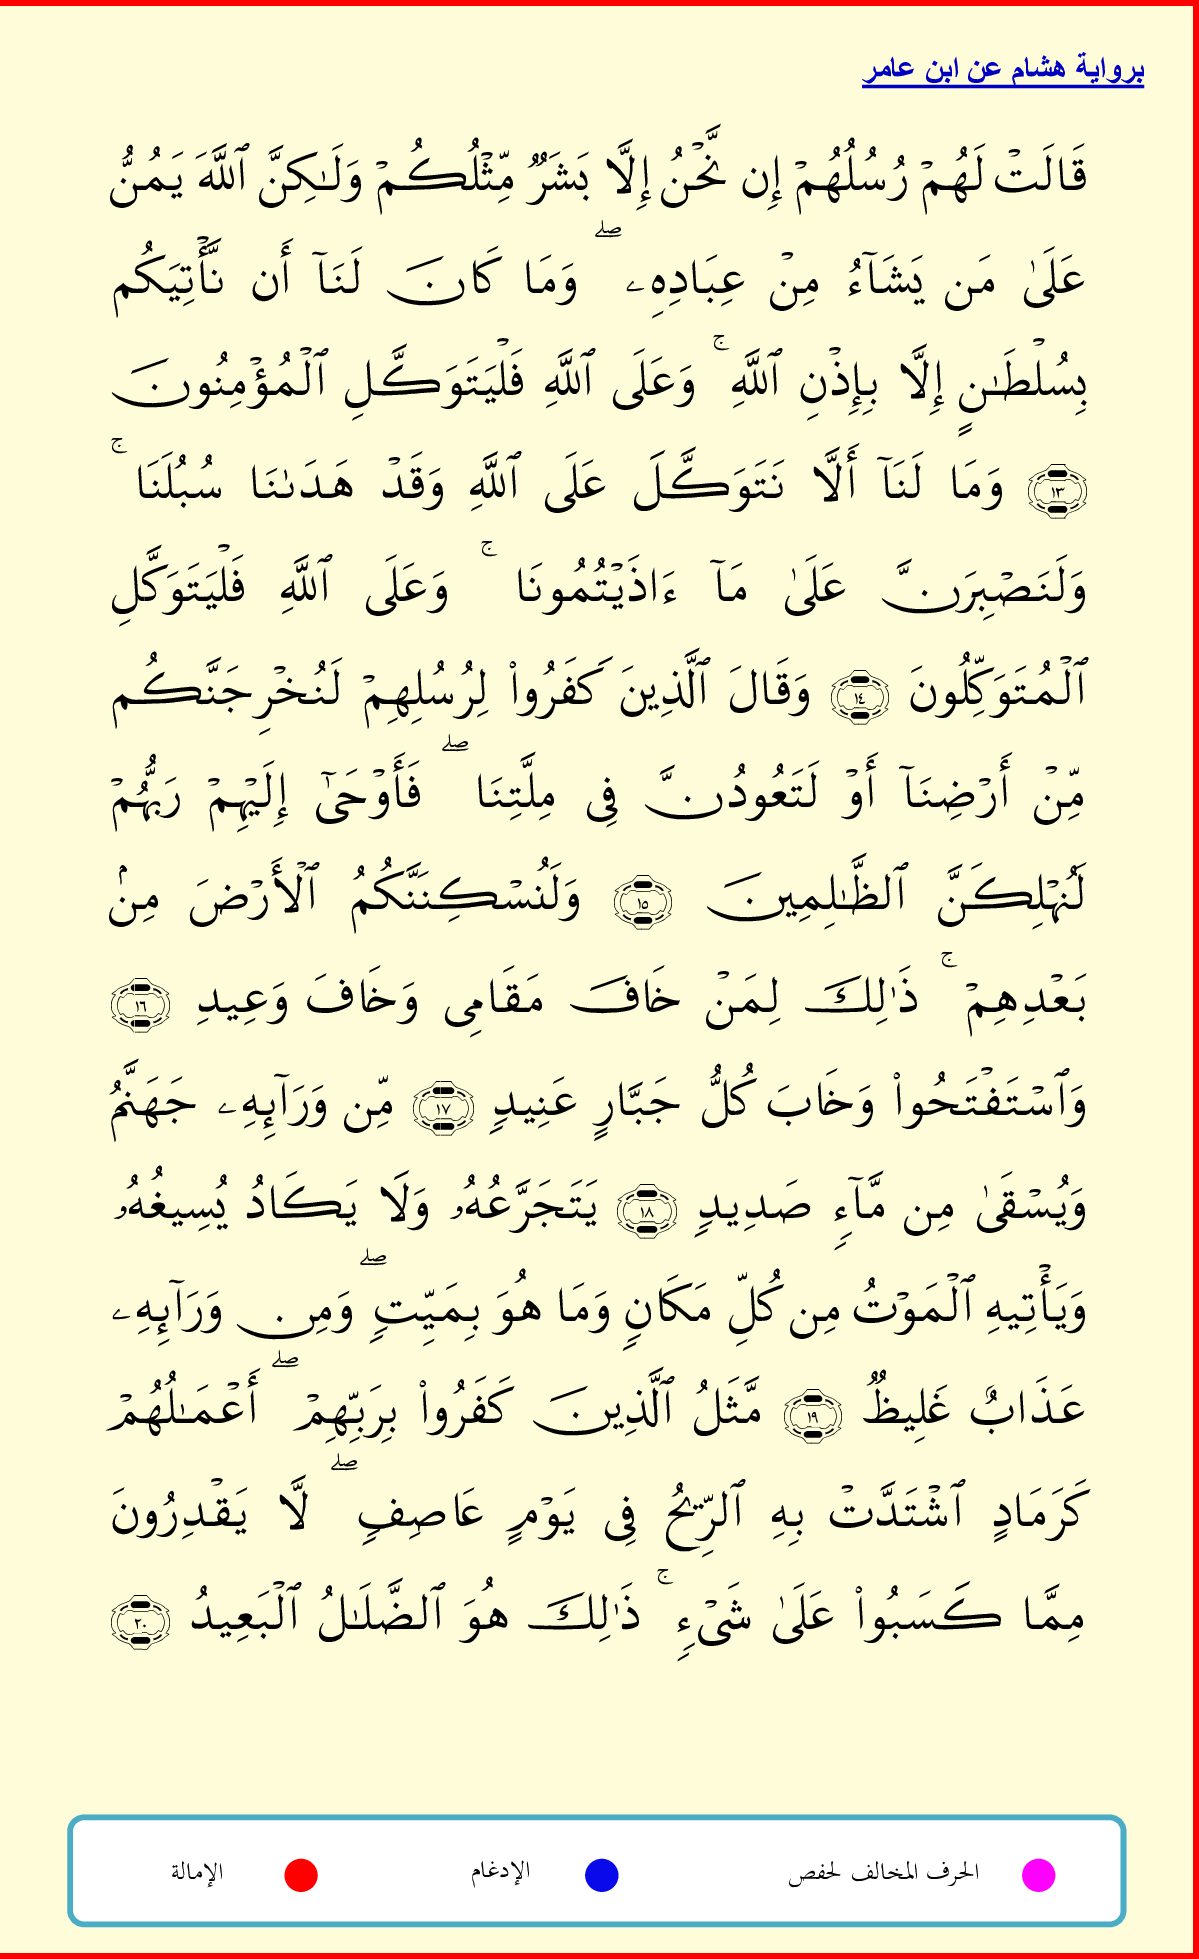 برواية هشام عن ابن عامر
قَالَتۡ لَهُمۡ رُسُلُهُمۡ إِن نَّحۡنُ إِلَّا بَشَرٌ مِّثۡلُكُمۡ وَلَٰكِنَّ ٱللَّهَ يَمُنُّ
عَلَىٰ مَن يَشَآءُ مِنۡ عِبَادِهِۦۖ وَمَا كَانَ لَنَآ أَن نَّأۡتِيَكُم
بِسُلۡطَٰنٍ إِلَّا بِإِذۡنِ ٱللَّهِۚ وَعَلَى ٱللَّهِ فَلۡيَتَوَكَّلِ ٱلۡمُؤۡمِنُونَ
١٣ وَمَا لَنَآ أَلَّا نَتَوَكَّلَ عَلَى ٱللَّهِ وَقَدۡ هَدَىٰنَا سُبُلَنَاۚ
وَلَنَصۡبِرَنَّ عَلَىٰ مَآ ءَاذَيۡتُمُونَاۚ وَعَلَى ٱللَّهِ فَلۡيَتَوَكَّلِ
ٱلۡمُتَوَكِّلُونَ ١٤ وَقَالَ ٱلَّذِينَ كَفَرُواْ لِرُسُلِهِمۡ لَنُخۡرِجَنَّكُم
مِّنۡ أَرۡضِنَآ أَوۡ لَتَعُودُنَّ فِى مِلَّتِنَاۖ فَأَوۡحَىٰٓ إِلَيۡهِمۡ رَبُّهُمۡ
لَنُهۡلِكَنَّ ٱلظَّٰلِمِينَ ١٥ وَلَنُسۡكِنَنَّكُمُ ٱلۡأَرۡضَ مِنۢ
بَعۡدِهِمۡۚ ذَٰلِكَ لِمَنۡ خَافَ مَقَامِى وَخَافَ وَعِيدِ ١٦
وَٱسۡتَفۡتَحُواْ وَخَابَ كُلُّ جَبَّارٍ عَنِيدٍ ١٧ مِّن وَرَآئِهِۦ جَهَنَّمُ
وَيُسۡقَىٰ مِن مَّآءٍ صَدِيدٍ ١٨ يَتَجَرَّعُهُۥ وَلَا يَكَادُ يُسِيغُهُۥ
وَيَأۡتِيهِ ٱلۡمَوۡتُ مِن كُلِّ مَكَانٍ وَمَا هُوَ بِمَيِّتٍۖ وَمِن وَرَآئِهِۦ
عَذَابٌ غَلِيظٌ ١٩ مَّثَلُ ٱلَّذِينَ كَفَرُواْ بِرَبِّهِمۡۖ أَعۡمَٰلُهُمۡ
كَرَمَادٍ ٱشۡتَدَّتۡ بِهِ ٱلرِّيحُ فِى يَوۡمٍ عَاصِفٍۖ لَّا يَقۡدِرُونَ
مِمَّا كَسَبُواْ عَلَىٰ شَىۡءٍۚ ذَٰلِكَ هُوَ ٱلضَّلَٰلُ ٱلۡبَعِيدُ ٢٠
الحرف المخالف لحفص الإدغام الإمالة